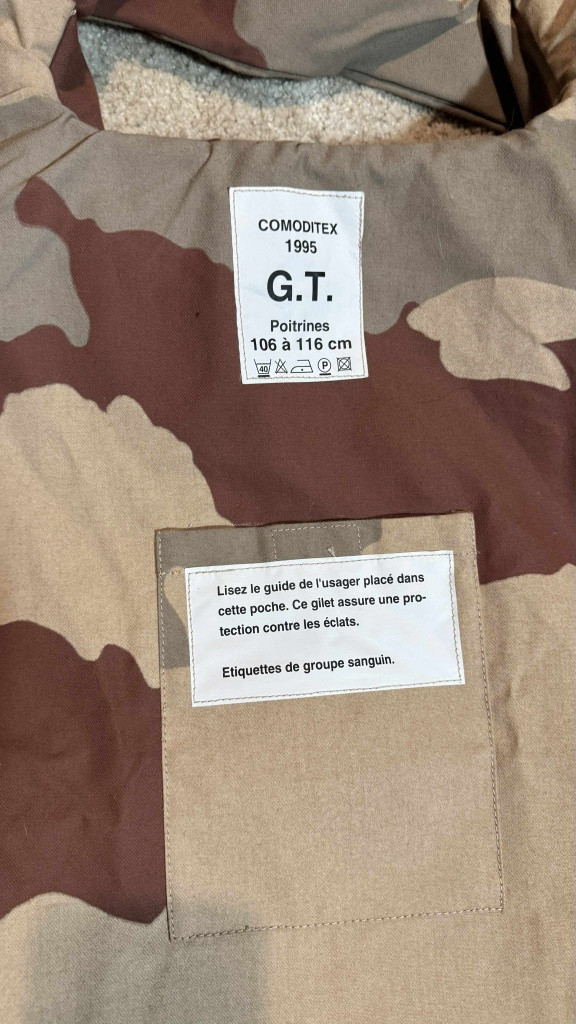 COMODITEX
1995
G.T.
Poitrines
106 à 116 cm
40 P
Lisez le guide de l'usager placé dans
cette poche. Ce gilet assure une pro-
tection contre les éclats.
Etiquettes de groupe sanguin.